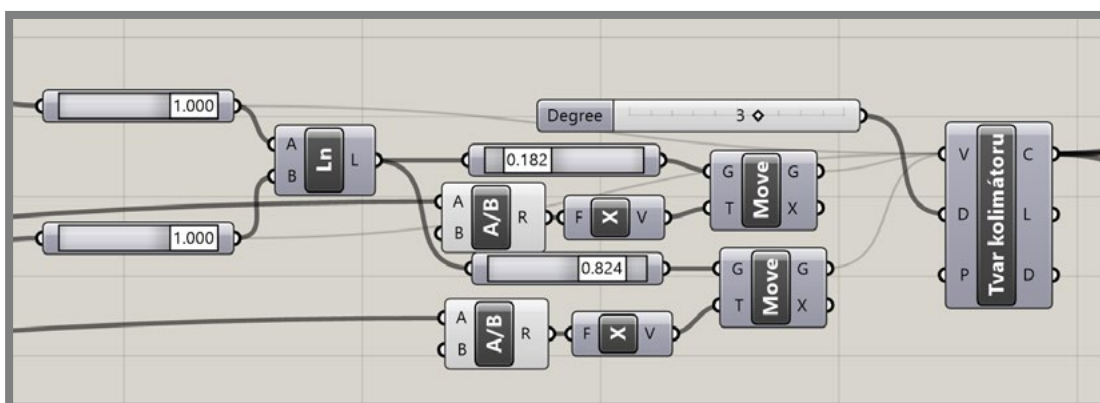 1.000
A
B
Ln
L
1.000
Degree
3
0.182
A
B
A/B
R
F
X
V
G
T
Move
G
X
0.824
A
B
A/B
R
F
X
V
G
T
Move
G
X
V
D
P
Tvar kolimátoru
C
L
D